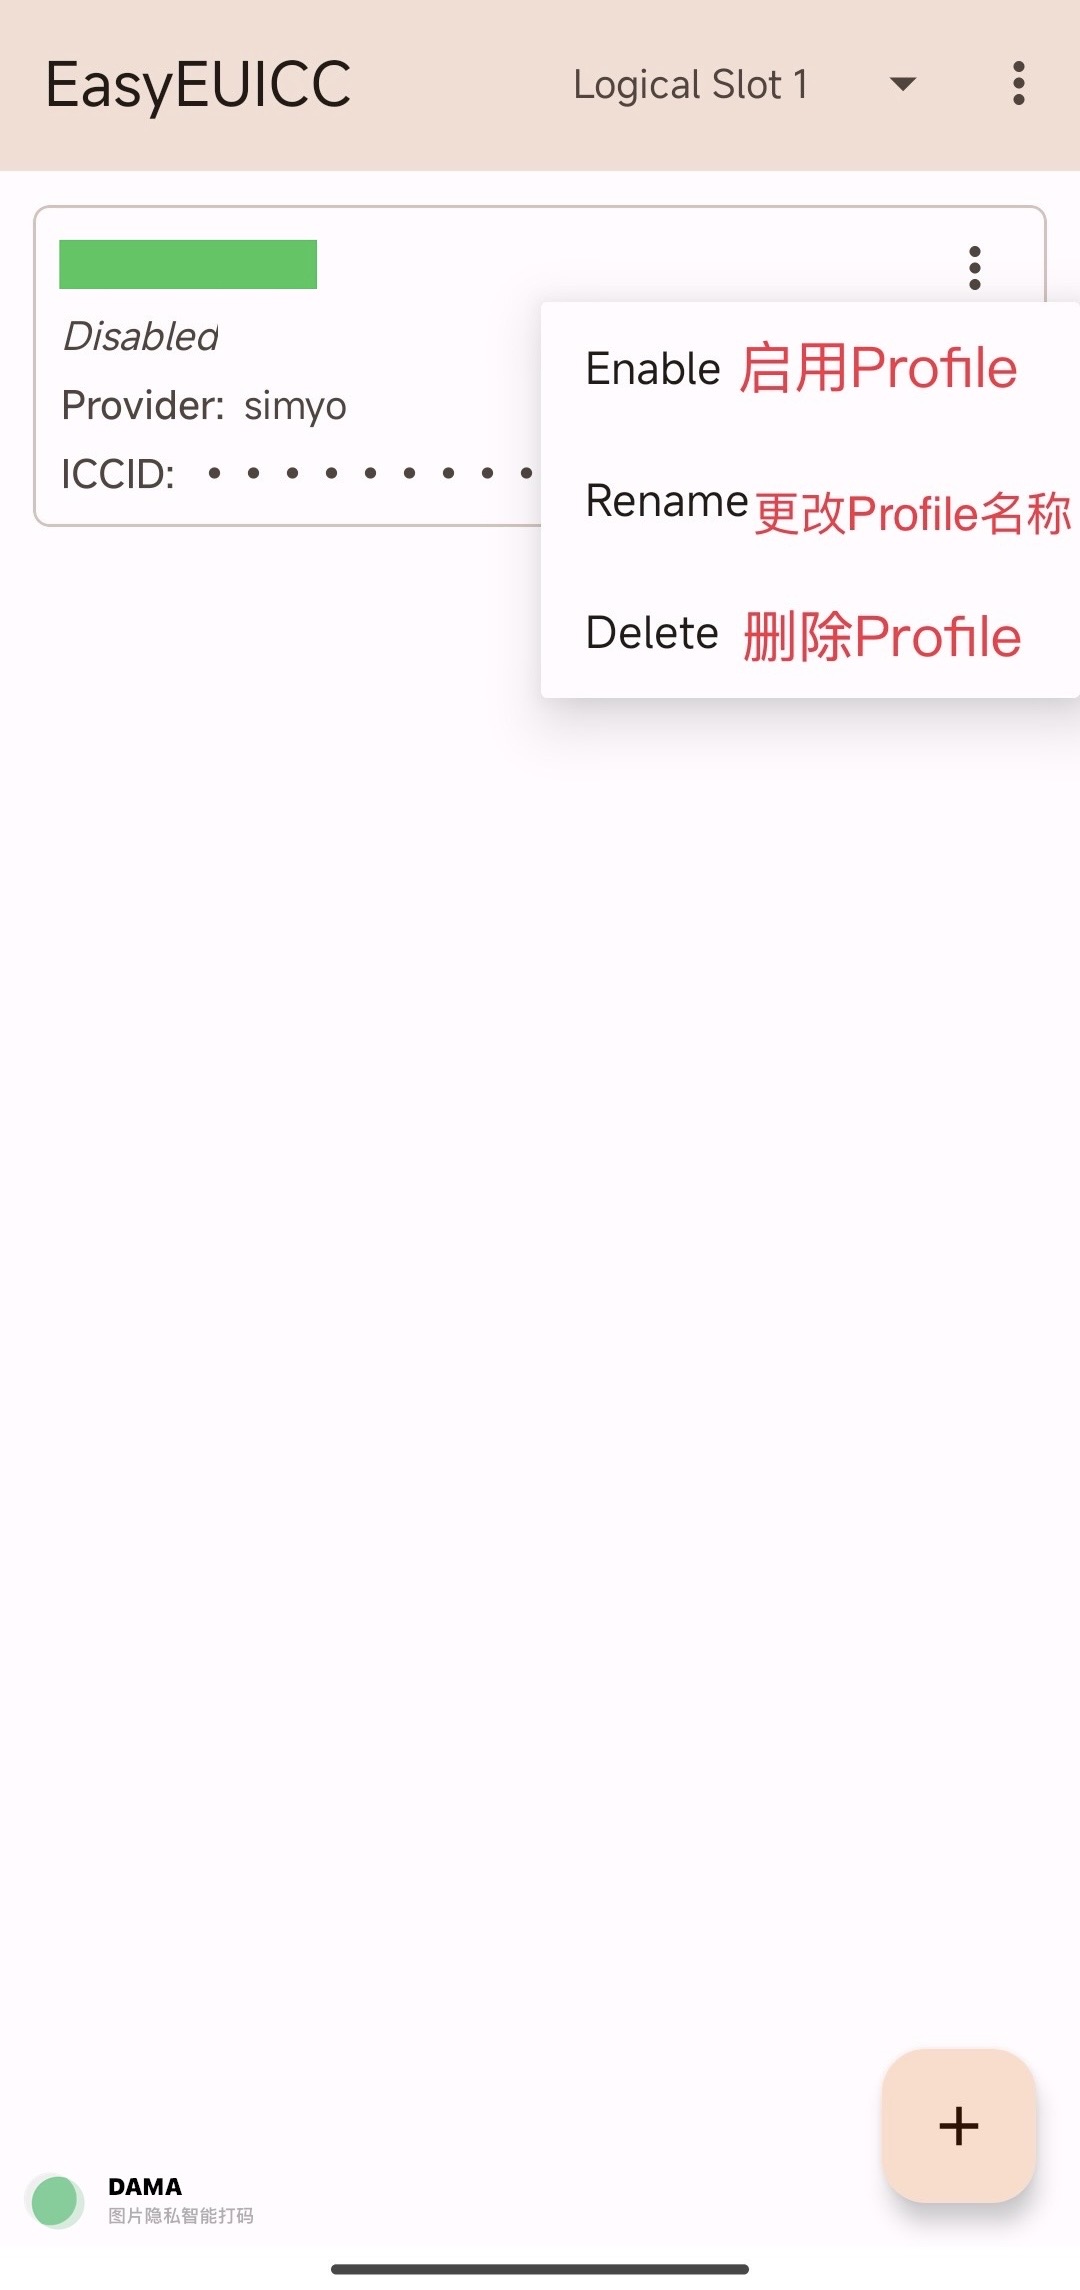 EasyEUICC
Logical Slot 1
Disabled
Provider: simyo
ICCID: • • • • • • • • •
Enable 启用Profile
Rename 更改Profile名称
Delete 删除Profile
+
DAMA
图片隐私智能打码